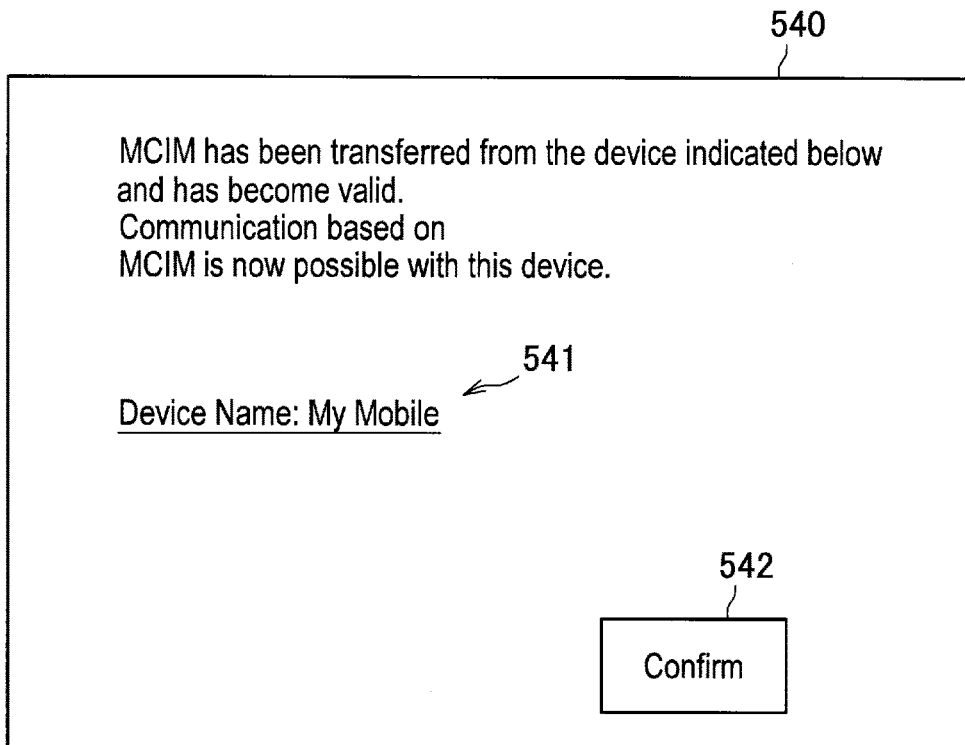 540
MCIM has been transferred from the device indicated below
and has become valid.
Communication based on
MCIM is now possible with this device.
541
Device Name: My Mobile
542
Confirm